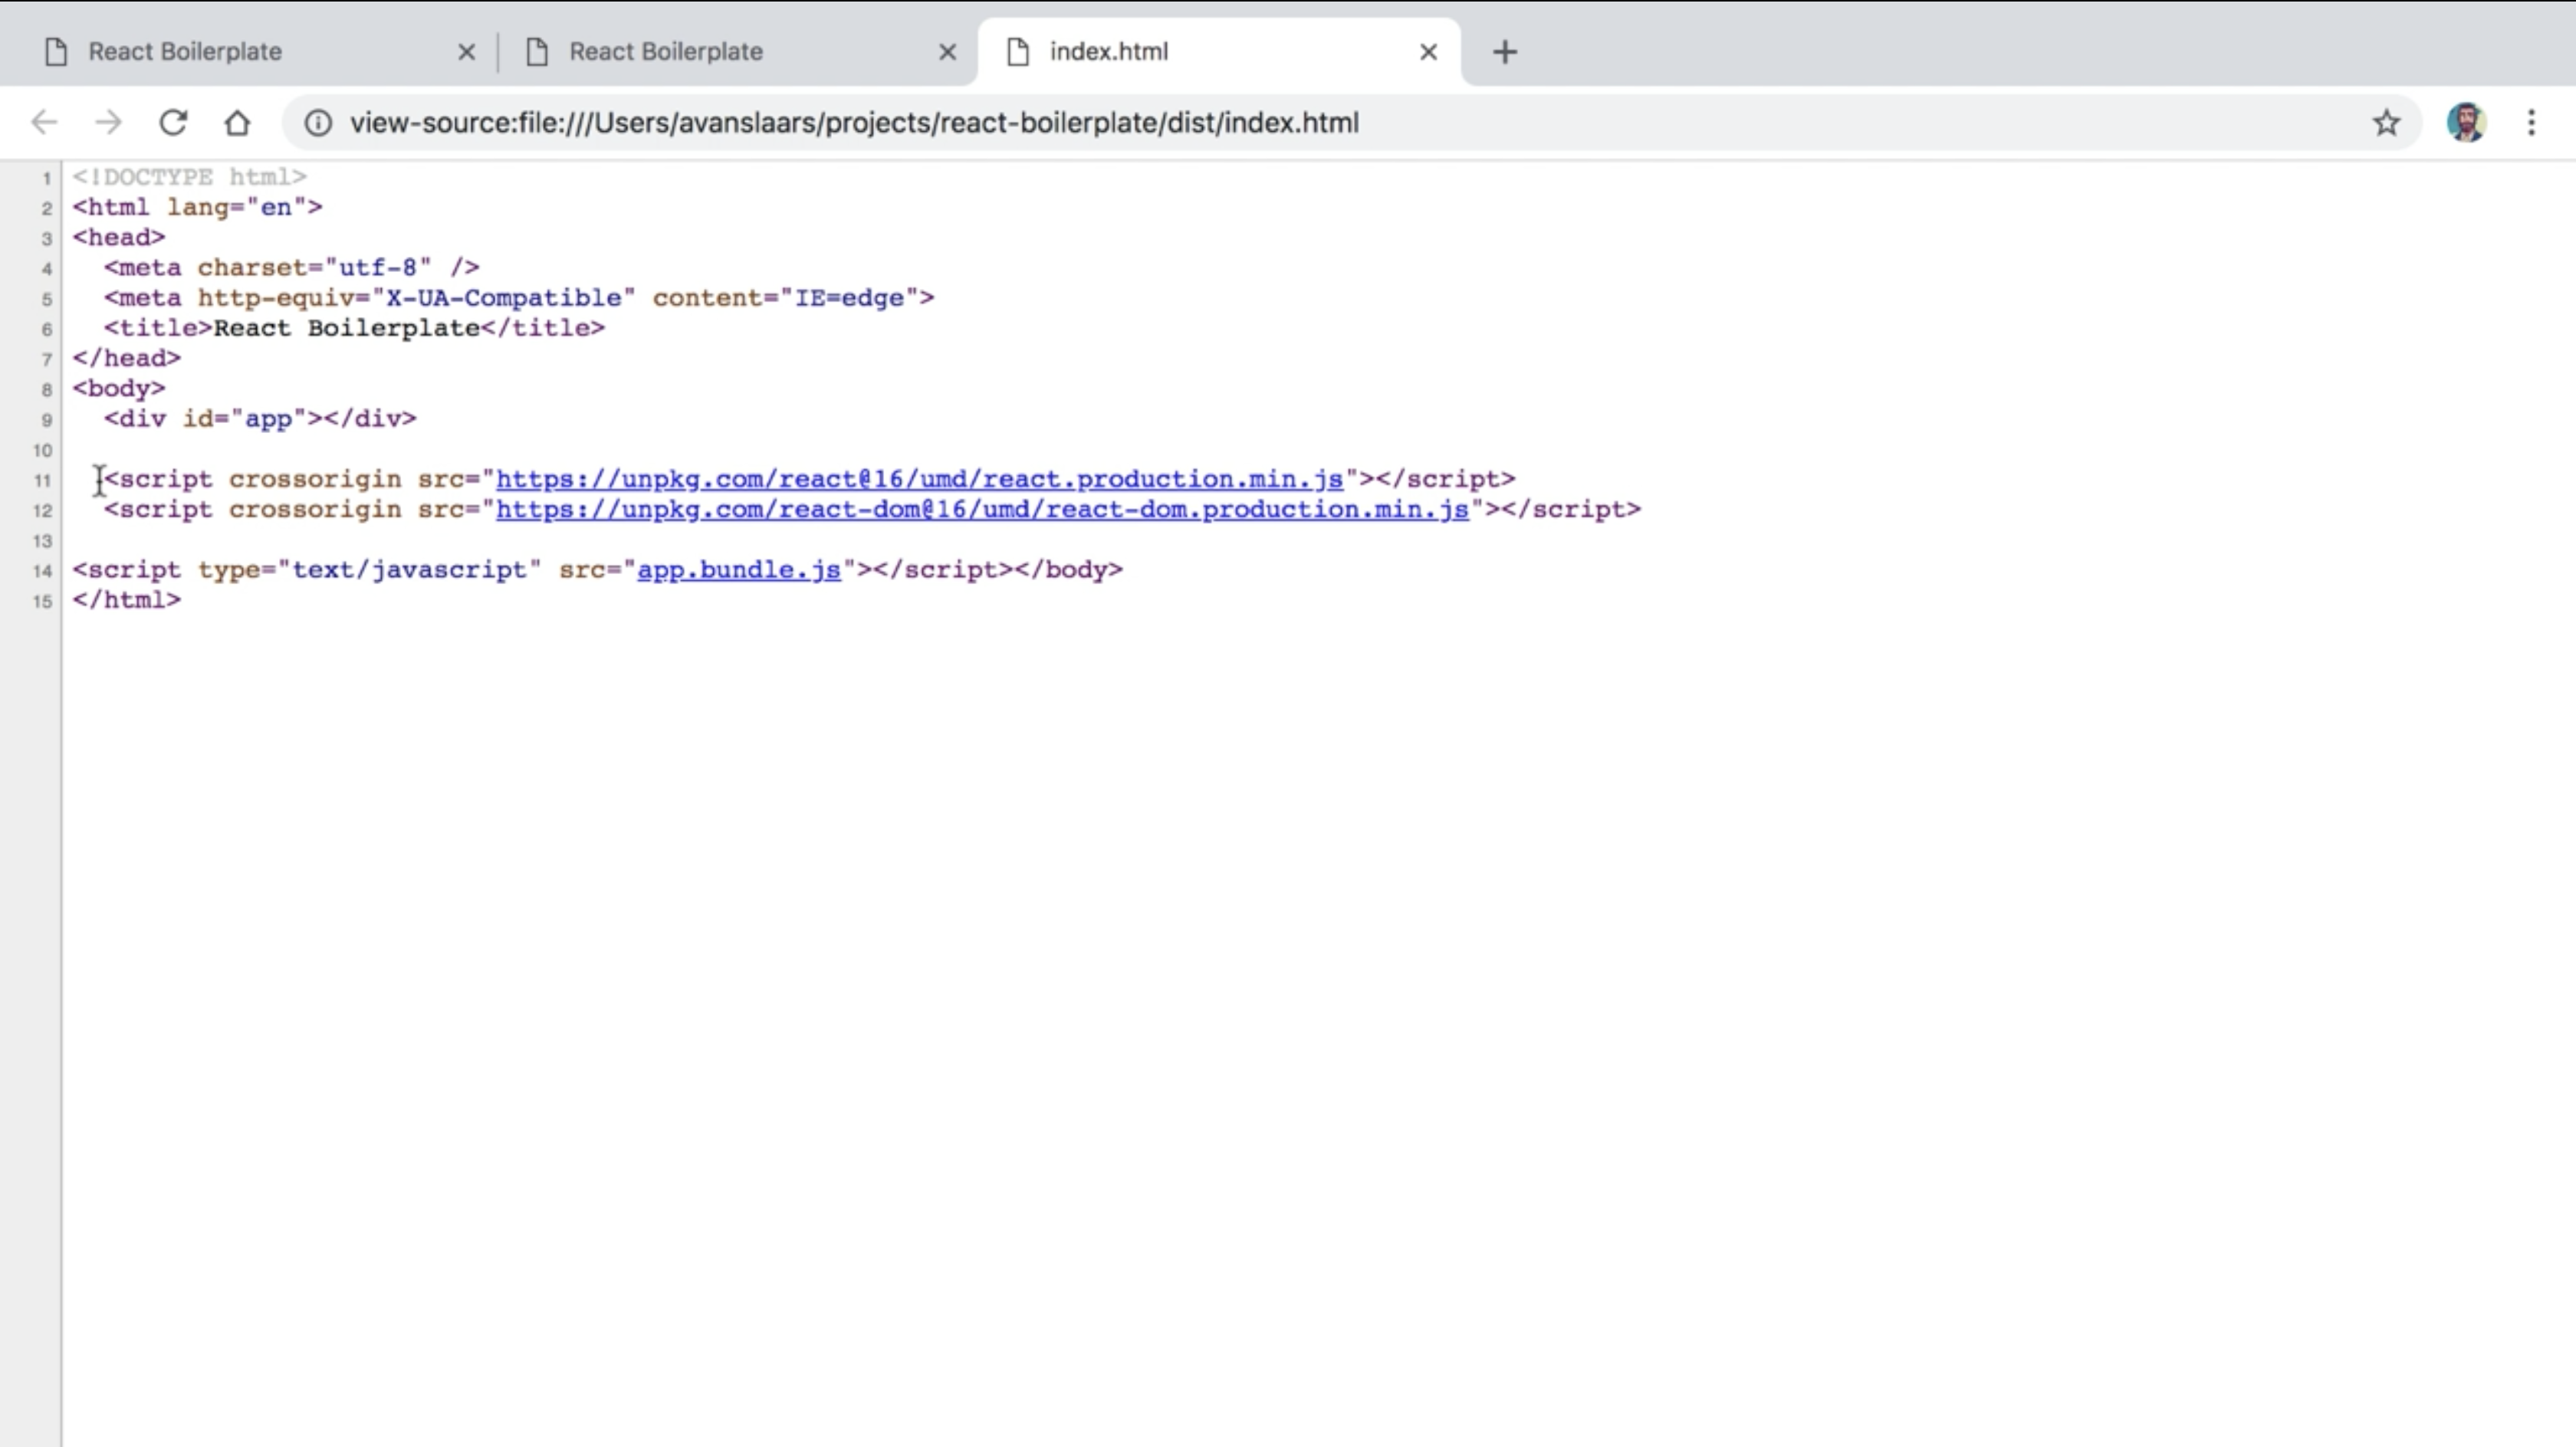 React Boilerplate
React Boilerplate
index.html
view-source:file:///Users/avanslaars/projects/react-boilerplate/dist/index.html
1 <!DOCTYPE html>
2 <html lang="en">
3 <head>
4   <meta charset="utf-8" />
5   <meta http-equiv="X-UA-Compatible" content="IE=edge">
6   <title>React Boilerplate</title>
7 </head>
8 <body>
9   <div id="app"></div>
10
11   <script crossorigin src="https://unpkg.com/react@16/umd/react.production.min.js"></script>
12   <script crossorigin src="https://unpkg.com/react-dom@16/umd/react-dom.production.min.js"></script>
13
14 <script type="text/javascript" src="app.bundle.js"></script></body>
15 </html>